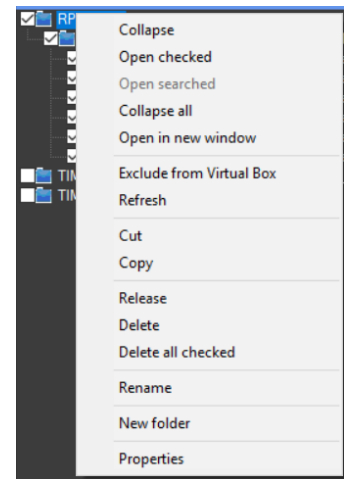 RP
Collapse
Open checked
Open searched
Collapse all
Open in new window
TIM
Exclude from Virtual Box
TIM
Refresh
Cut
Copy
Release
Delete
Delete all checked
Rename
New folder
Properties